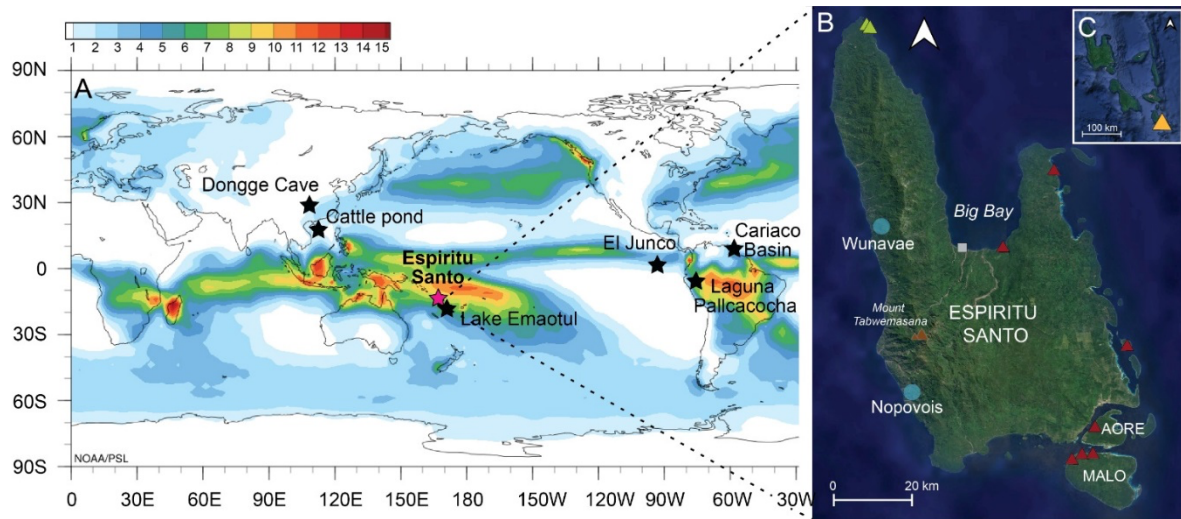 1 2 3 4 5 6 7 8 9 10 11 12 13 14 15
A
90N
60N
30N
0
30S
60S
90S
Dongge Cave
Cattle pond
Espiritu
Santo
El Junco
Cariaco
Basin
Laguna
Pallcacocha
Lake Emaotul
NOAA/PSL
0 30E 60E 90E 120E 150E 180 150W 120W 90W 60W 30W
B
C
100 km
Big Bay
Wunavae
Mount
Tabwemasana
ESPIRITU
SANTO
Nopovois
AORE
MALO
0 20 km